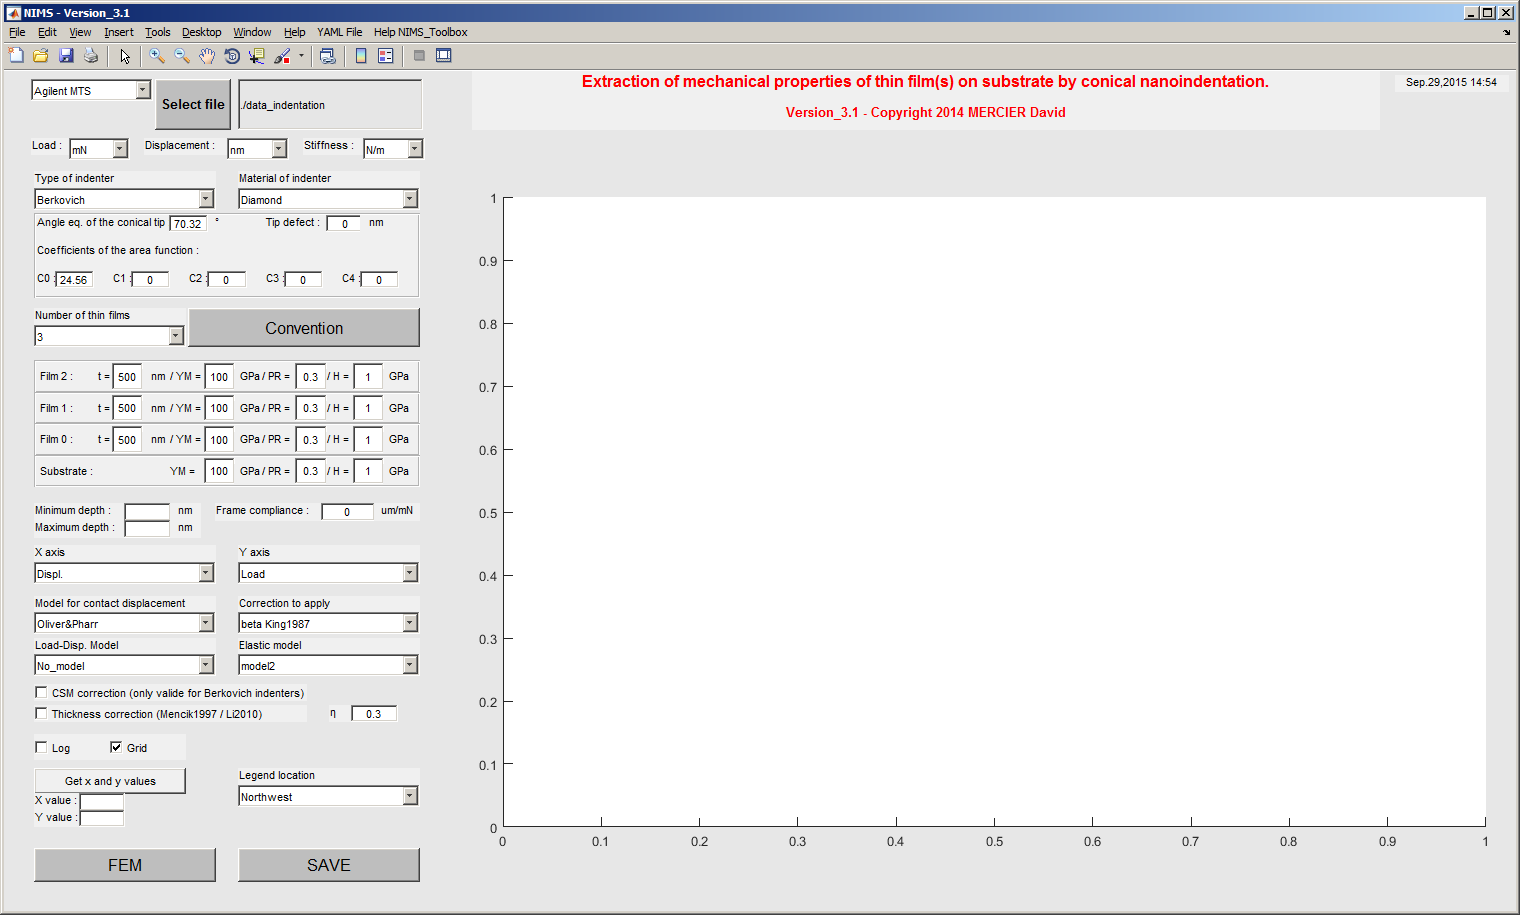 NIMS - Version_3.1
File Edit View Insert Tools Desktop Window Help YAML File Help NIMS_Toolbox
Agilent MTS Select file ./data_indentation
Extraction of mechanical properties of thin film(s) on substrate by conical nanoindentation.
Sep.29,2015 14:54
Version_3.1 - Copyright 2014 MERCIER David
Load : mN Displacement : nm Stiffness : N/m
Type of indenter Material of indenter
Berkovich Diamond
Angle eq. of the conical tip 70.32 ° Tip defect : 0 nm
Coefficients of the area function :
C0 : 24.56 C1 : 0 C2 : 0 C3 : 0 C4 : 0
Number of thin films
3 Convention
Film 2 : t = 500 nm / YM = 100 GPa / PR = 0.3 / H = 1 GPa
Film 1 : t = 500 nm / YM = 100 GPa / PR = 0.3 / H = 1 GPa
Film 0 : t = 500 nm / YM = 100 GPa / PR = 0.3 / H = 1 GPa
Substrate : YM = 100 GPa / PR = 0.3 / H = 1 GPa
Minimum depth : nm Frame compliance : 0 um/mN
Maximum depth : nm
X axis Y axis
Displ. Load
Model for contact displacement Correction to apply
Oliver&Pharr beta King1987
Load-Disp. Model Elastic model
No_model model2
CSM correction (only valide for Berkovich indenters)
Thickness correction (Mencik1997 / Li2010) η 0.3
Log Grid
Get x and y values Legend location
X value : Northwest
Y value :
FEM SAVE
1
0.9
0.8
0.7
0.6
0.5
0.4
0.3
0.2
0.1
0
0 0.1 0.2 0.3 0.4 0.5 0.6 0.7 0.8 0.9 1